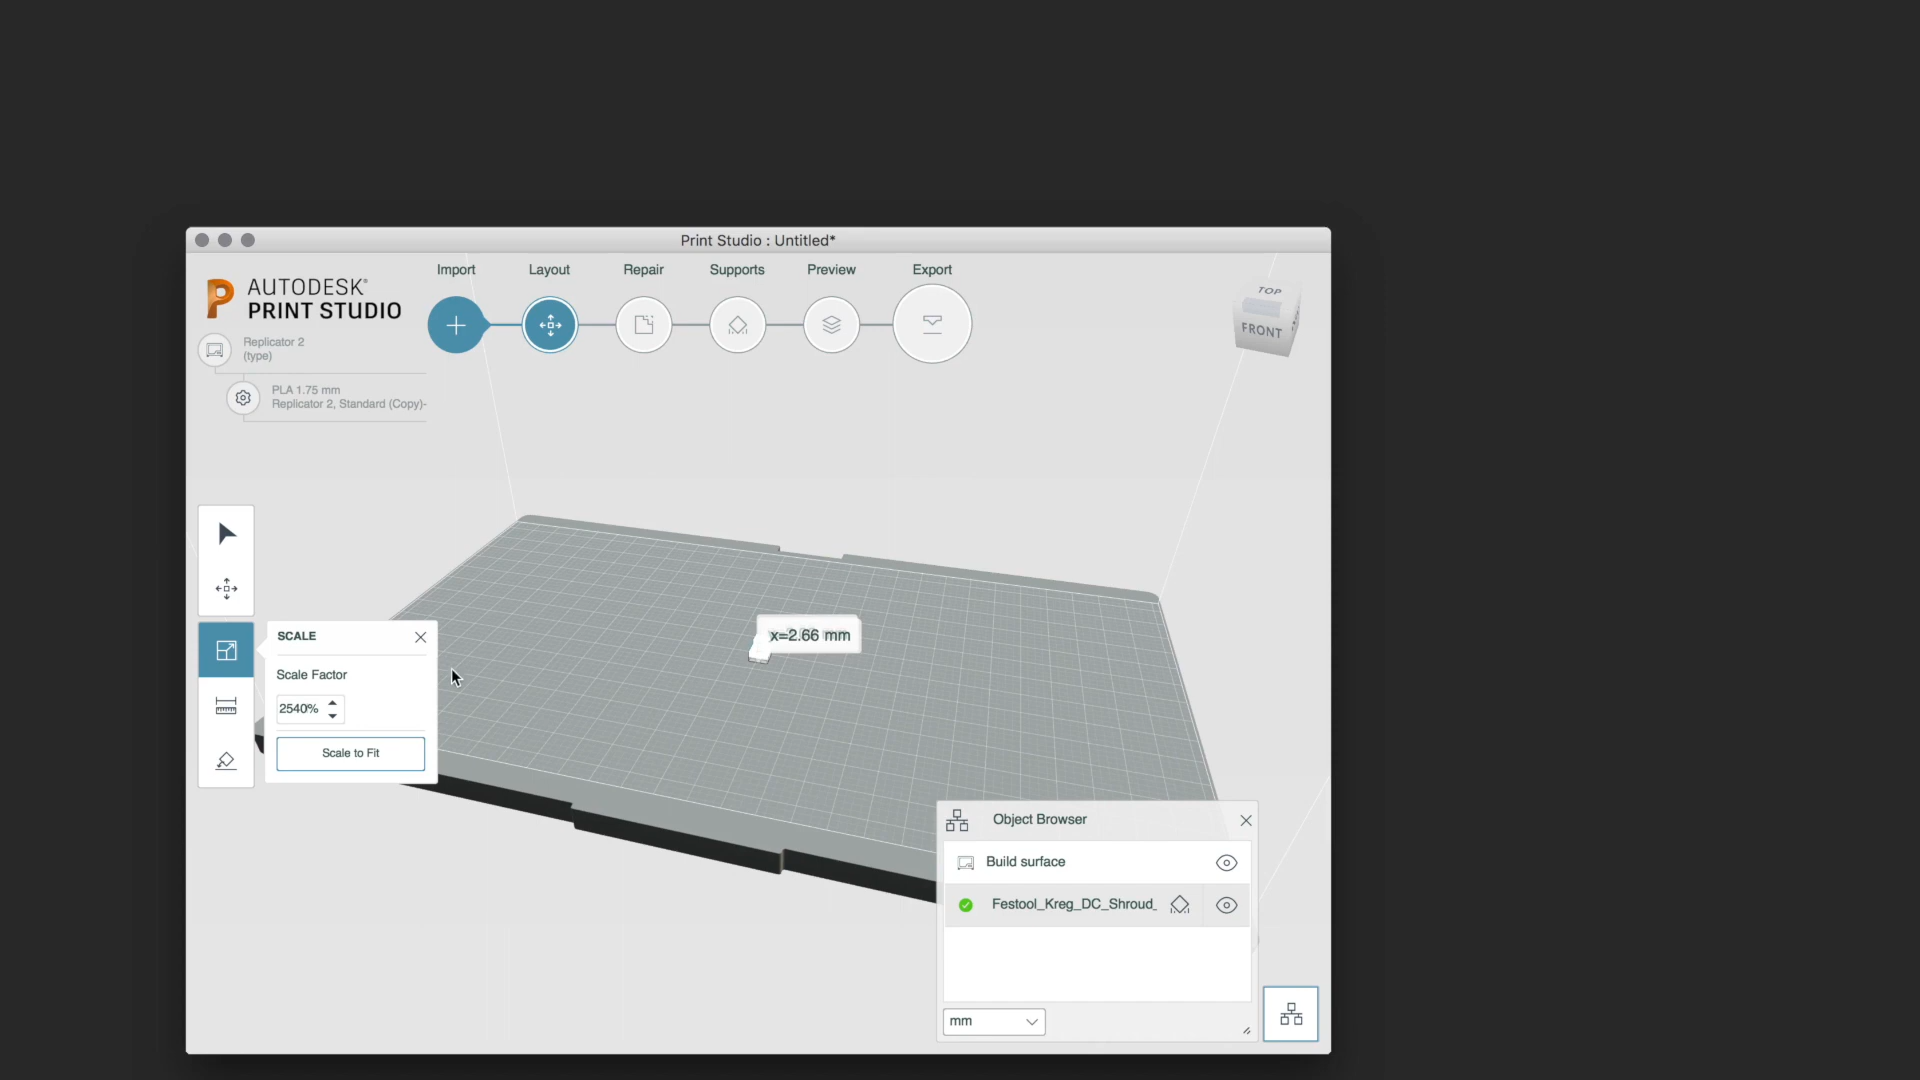 Print Studio : Untitled*
Import
Layout
Repair
Supports
Preview
Export
AUTODESK®
PRINT STUDIO
TOP
FRONT
Replicator 2
(type)
PLA 1.75 mm
Replicator 2, Standard (Copy)-
x=2.66 mm
SCALE
Scale Factor
2540%
Scale to Fit
Object Browser
Build surface
Festool_Kreg_DC_Shroud_
mm